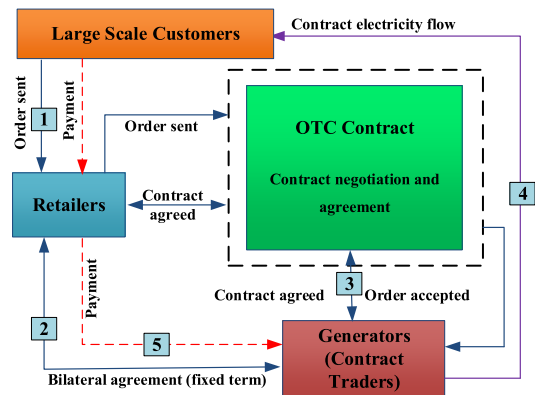 Contract electricity flow
Large Scale Customers
Order sent
1
Payment
Order sent
OTC Contract
Contract negotiation and
agreement
4
Retailers
Contract
agreed
3
Contract agreed
Order accepted
2
Payment
5
Generators
(Contract
Traders)
Bilateral agreement (fixed term)